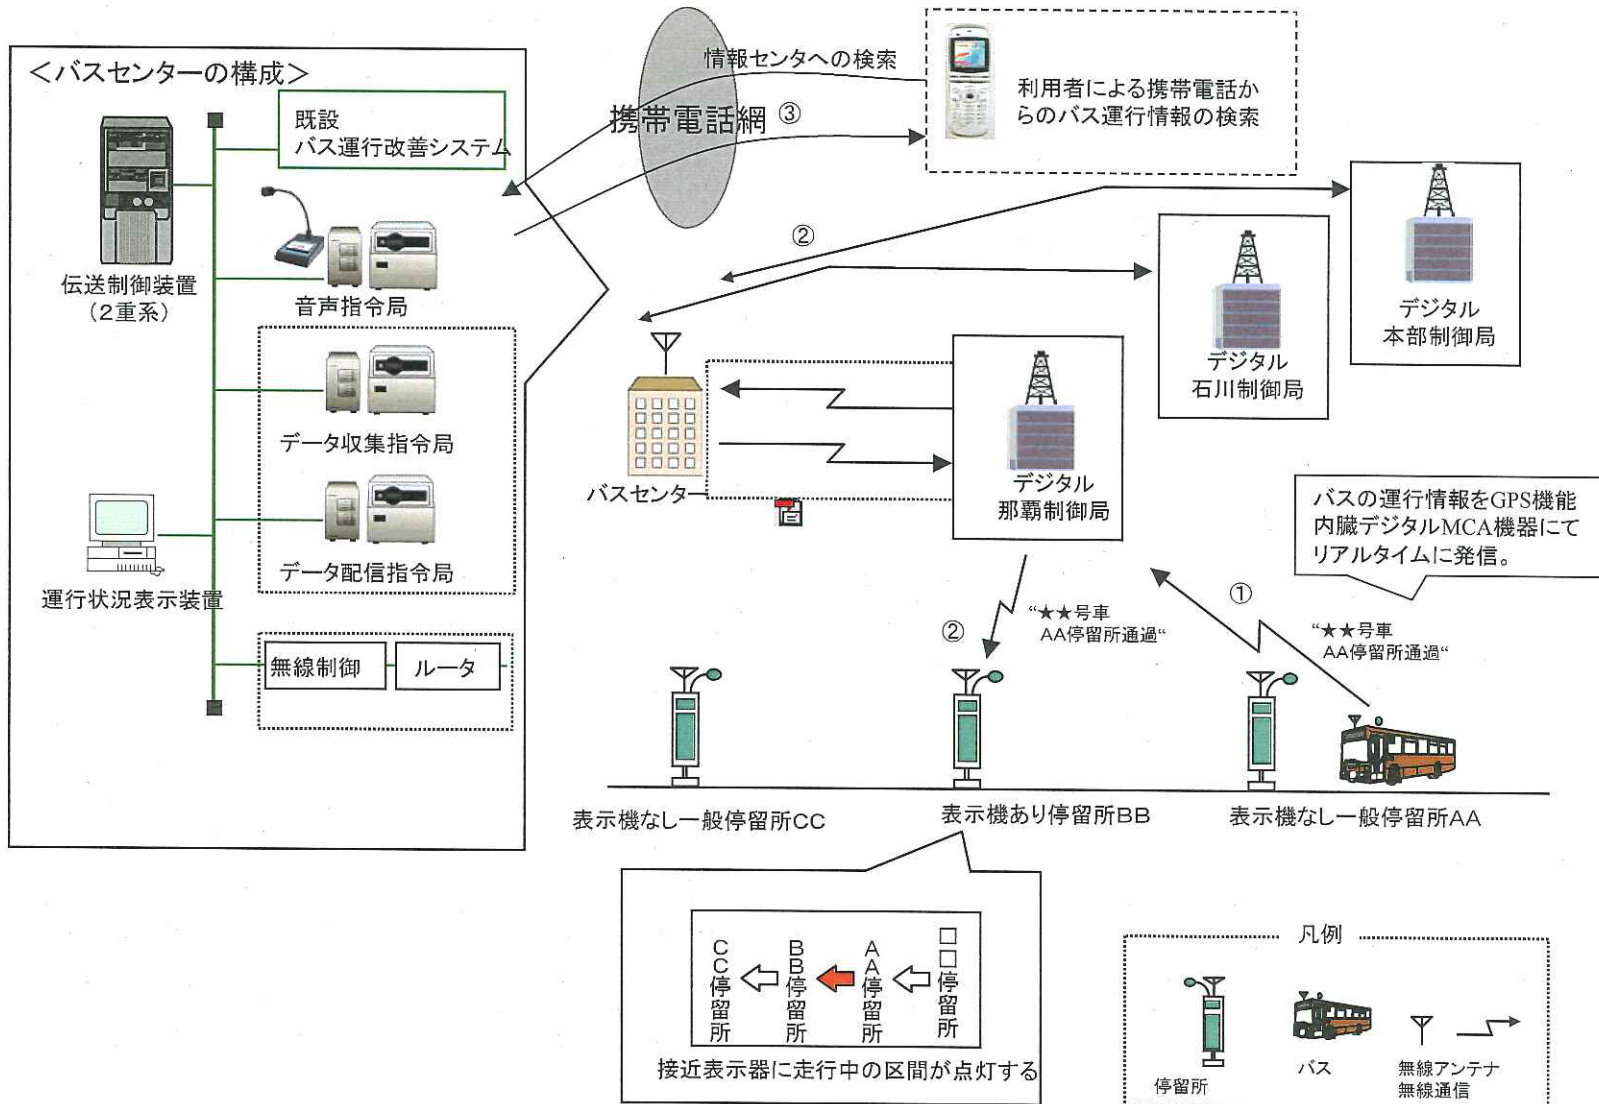 ＜バスセンターの構成＞
既設
バス運行改善システム
伝送制御装置
（２重系）
音声指令局
データ収集指令局
データ配信指令局
運行状況表示装置
無線制御
ルータ
情報センタへの検索
携帯電話網
③
利用者による携帯電話か
らのバス運行情報の検索
②
デジタル
本部制御局
デジタル
石川制御局
バスセンター
デジタル
那覇制御局
バスの運行情報をGPS機能
内臓デジタルMCA機器にて
リアルタイムに発信。
①
“★★号車
AA停留所通過“
②
“★★号車
AA停留所通過“
表示機なし一般停留所CC
表示機あり停留所BB
表示機なし一般停留所AA
CC停留所
BB停留所
AA停留所
□□停留所
接近表示器に走行中の区間が点灯する
凡例
停留所
バス
無線アンテナ
無線通信